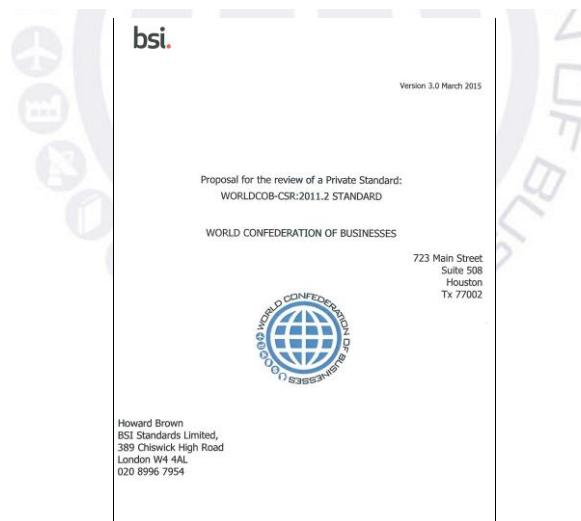 bsi.
Version 3.0 March 2015
Proposal for the review of a Private Standard:
WORLDCOB-CSR:2011.2 STANDARD
WORLD CONFEDERATION OF BUSINESSES
723 Main Street
Suite 508
Houston
Tx 77002
WORLD CONFEDERATION OF BUSINESSES
Howard Brown
BSI Standards Limited,
389 Chiswick High Road
London W4 4AL
020 8996 7954
N OF BUS